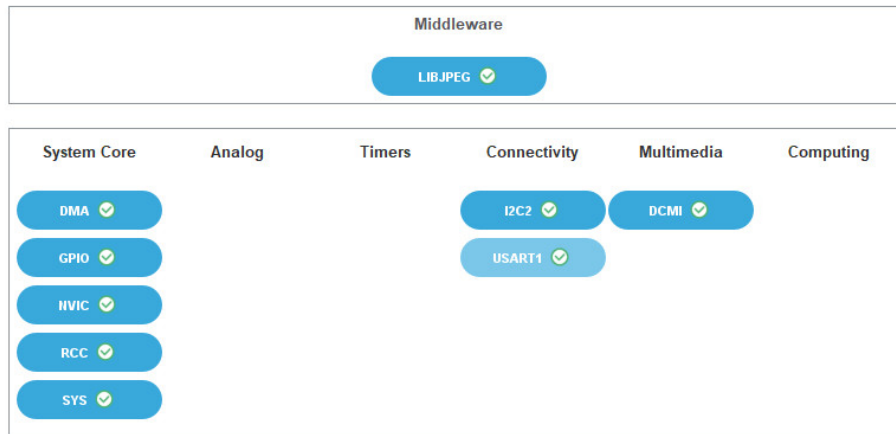 Middleware
LIBJPEG
System Core Analog Timers Connectivity Multimedia Computing
DMA I2C2 DCMI
GPIO USART1
NVIC
RCC
SYS